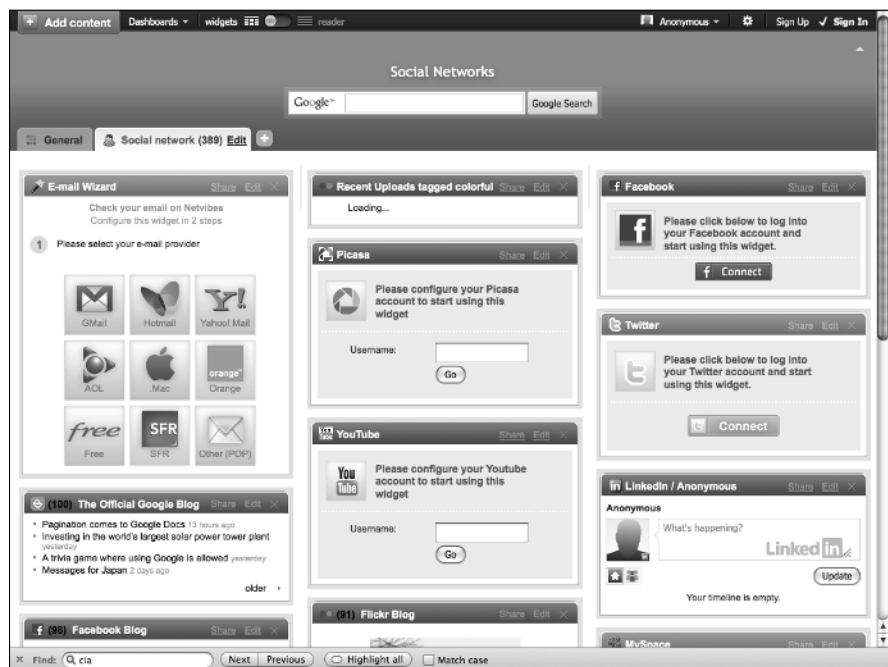 Add content Dashboards widgets reader Anonymous Sign Up ✓ Sign In
Social Networks
Google™ Google Search
General Social network (389) Edit
E-mail Wizard Share Edit ×
Check your email on Netvibes
Configure this widget in 2 steps
1 Please select your e-mail provider
GMail Hotmail Yahoo! Mail
AOL .Mac orange™ Orange
free Free SFR SFR Other (POP)
(100) The Official Google Blog Share Edit ×
Pagination comes to Google Docs 13 hours ago
Investing in the world's largest solar power tower plant
yesterday
A trivia game where using Google is allowed yesterday
Messages for Japan 2 days ago
older
(98) Facebook Blog Share Edit ×
Recent Uploads tagged colorful Share Edit ×
Loading...
Picasa Share Edit ×
Please configure your Picasa
account to start using this
widget
Username:
Go
YouTube Share Edit ×
You
Tube
Please configure your Youtube
account to start using this
widget
Username:
Go
(91) Flickr Blog Share Edit ×
Facebook Share Edit ×
Please click below to log into
your Facebook account and
start using this widget.
Connect
Twitter Share Edit ×
Please click below to log into
your Twitter account and start
using this widget.
Connect
LinkedIn / Anonymous Share Edit ×
Anonymous
What's happening?
Linked in
Update
Your timeline is empty.
MySpace Share Edit ×
× Find: cia Next Previous Highlight all Match case